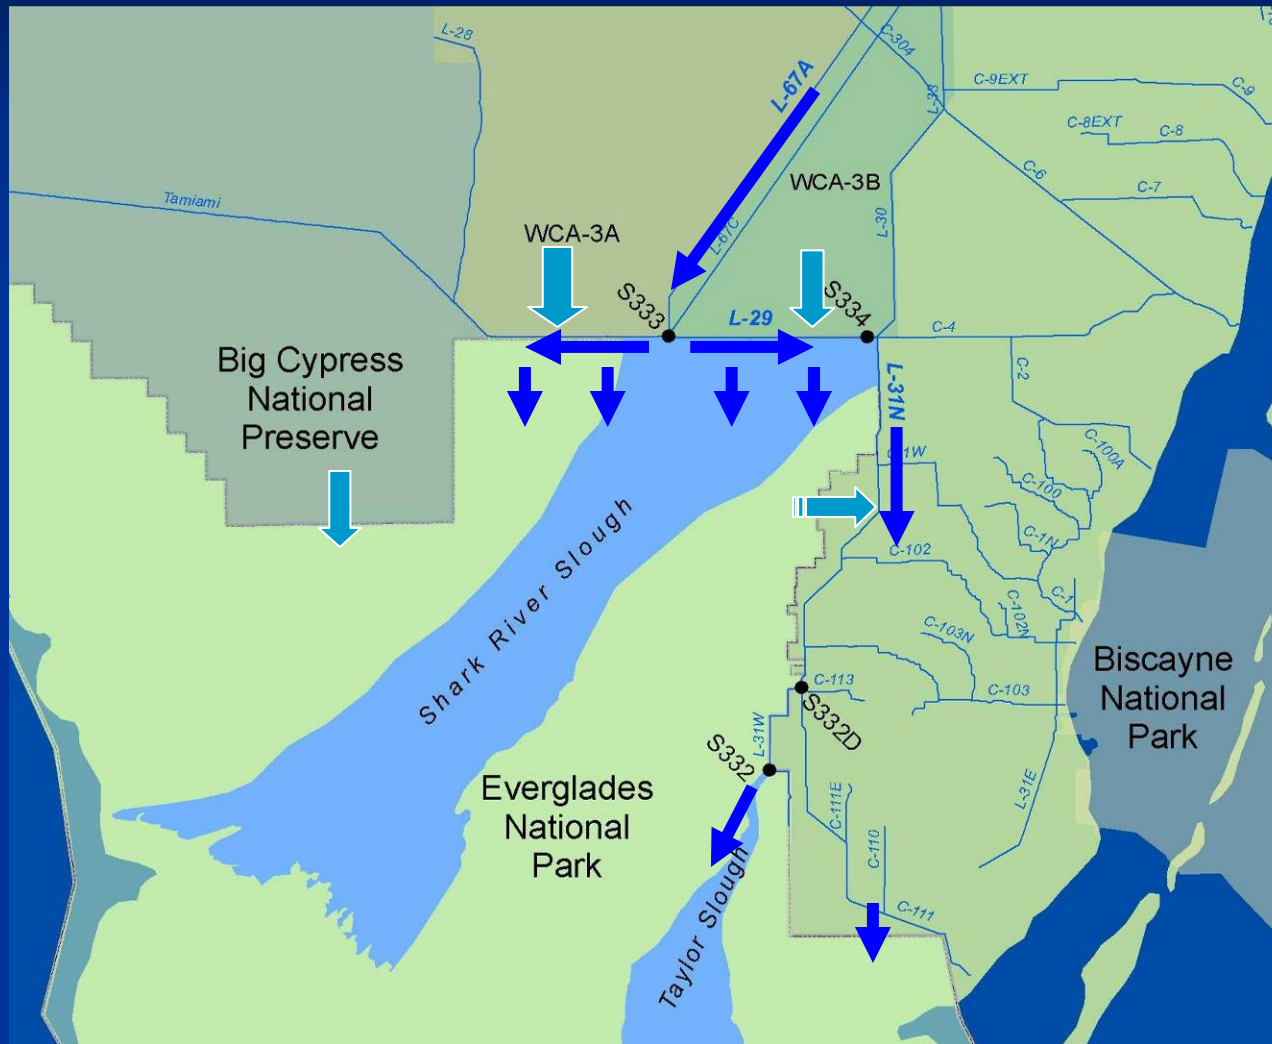 L-28
C-304
L-67A
C-9EXT
L-33
C-9
C-8EXT
C-8
C-6
C-7
WCA-3B
Tamiami
L-30
WCA-3A
L-67C
S333
S334
L-29
C-4
Big Cypress
National
Preserve
C-2
L-31N
C-100A
C-1W
C-100
Shark River Slough
C-1N
C-102
C-1
C-102N
C-103N
Biscayne
National
Park
C-113
C-103
L-31W
S332D
S332
Everglades
National
Park
C-111E
L-31E
C-110
Taylor Slough
C-111